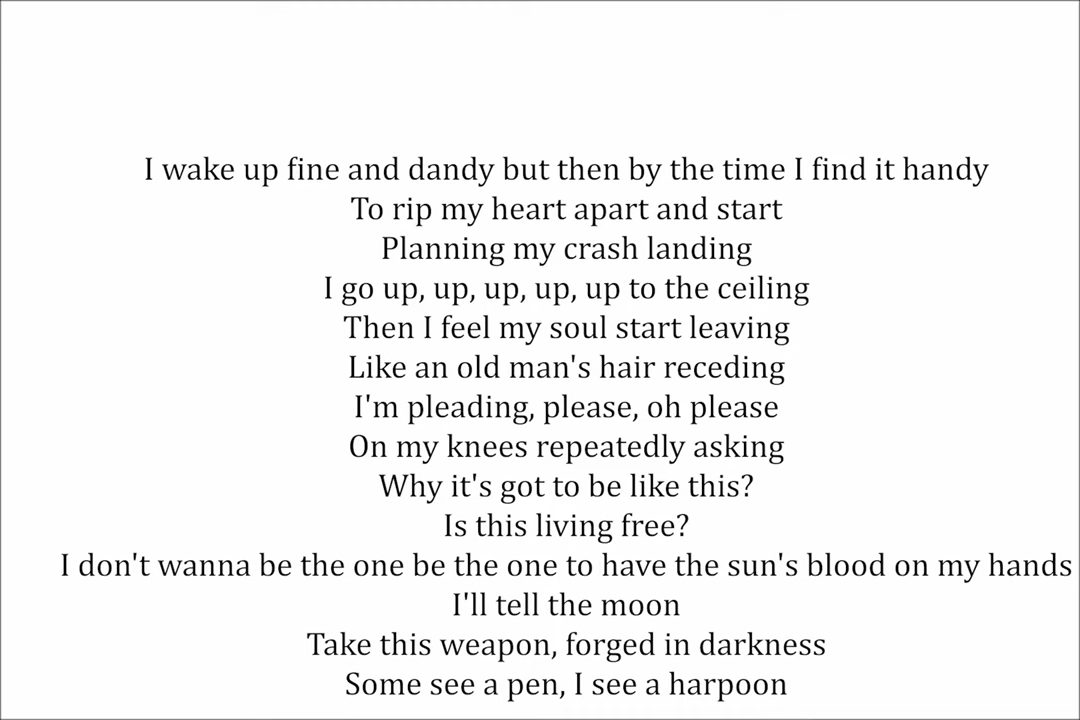 I wake up fine and dandy but then by the time I find it handy
To rip my heart apart and start
Planning my crash landing
I go up, up, up, up, up to the ceiling
Then I feel my soul start leaving
Like an old man's hair receding
I'm pleading, please, oh please
On my knees repeatedly asking
Why it's got to be like this?
Is this living free?
I don't wanna be the one be the one to have the sun's blood on my hands
I'll tell the moon
Take this weapon, forged in darkness
Some see a pen, I see a harpoon